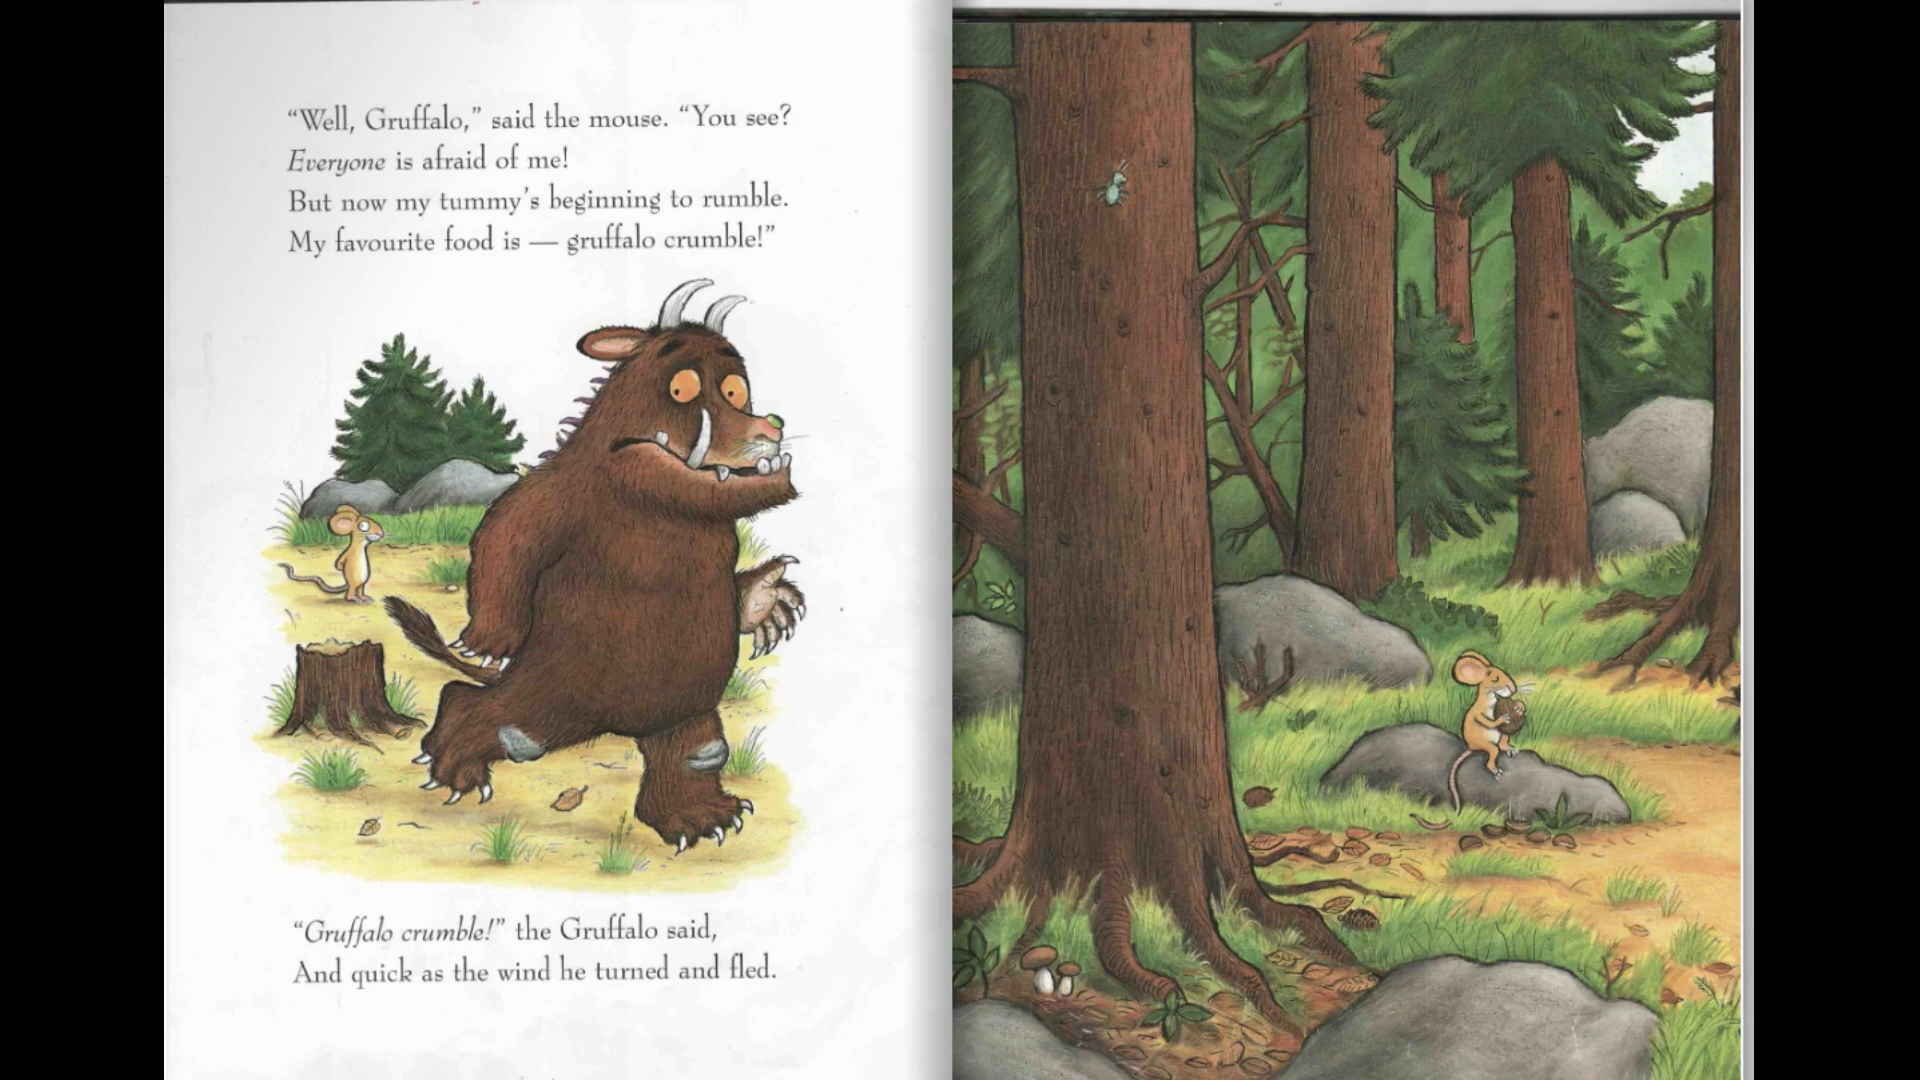 “Well, Gruffalo,” said the mouse. “You see?
Everyone is afraid of me!
But now my tummy’s beginning to rumble.
My favourite food is — gruffalo crumble!”
“Gruffalo crumble!” the Gruffalo said,
And quick as the wind he turned and fled.